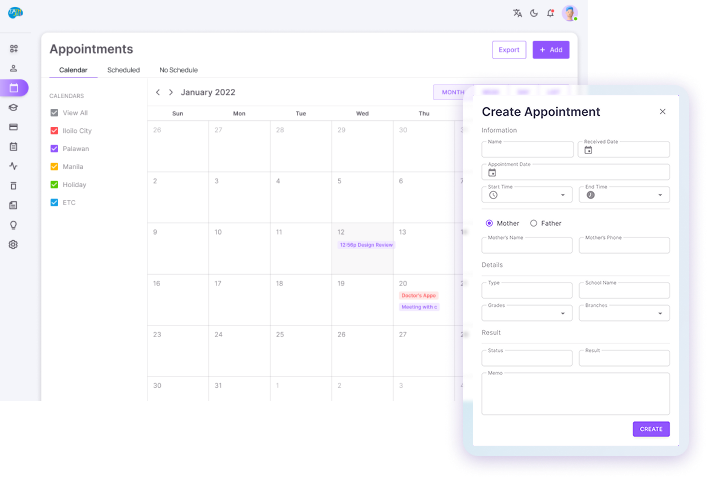 Appointments
Export
+ Add
Calendar
Scheduled
No Schedule
CALENDARS
View All
Iloilo City
Palawan
Manila
Holiday
ETC
January 2022
MONTH
Sun Mon Tue Wed Thu
26 27 28 29 30
2 3 4 5 6 7
9 10 11 12 13
12:56p Design Review
16 17 18 19 20
Doctor's Appo
Meeting with c
23 24 25 26 27
30 31 1 2 3
Create Appointment
Information
Name
Received Date
Appointment Date
Start Time
End Time
Mother
Father
Mother's Name
Mother's Phone
Details
Type
School Name
Grades
Branches
Result
Status
Result
Memo
CREATE